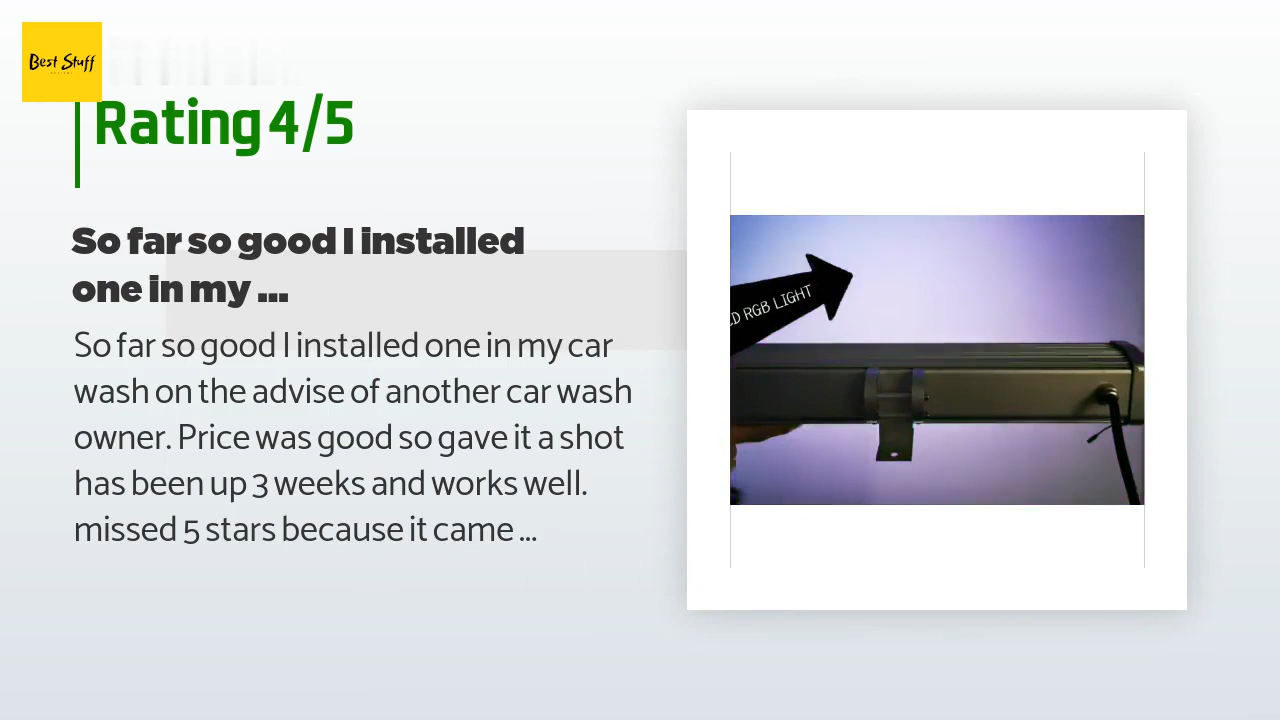 Best Stuff
Rating 4/5
So far so good I installed
one in my ...
So far so good I installed one in my car
wash on the advise of another car wash
owner. Price was good so gave it a shot
has been up 3 weeks and works well.
missed 5 stars because it came ...
RGB LIGHT